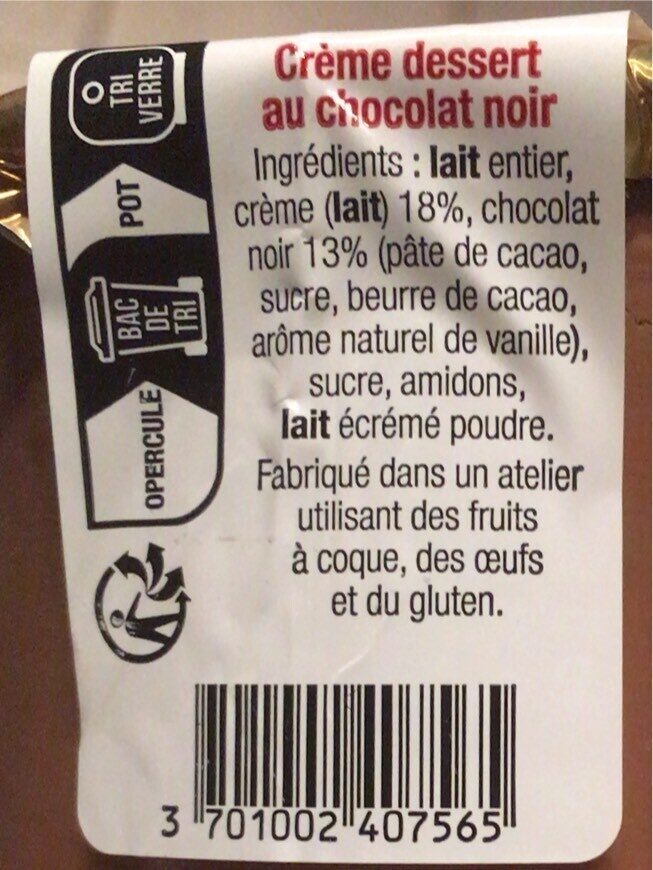 Crème dessert
au chocolat noir
Ingrédients : lait entier,
crème (lait) 18%, chocolat
noir 13% (pâte de cacao,
sucre, beurre de cacao,
arôme naturel de vanille),
sucre, amidons,
lait écrémé poudre.
Fabriqué dans un atelier
utilisant des fruits
à coque, des œufs
et du gluten.
TRI
VERRE
POT
BAC
DE
TRI
OPERCULE
3 701002 407565